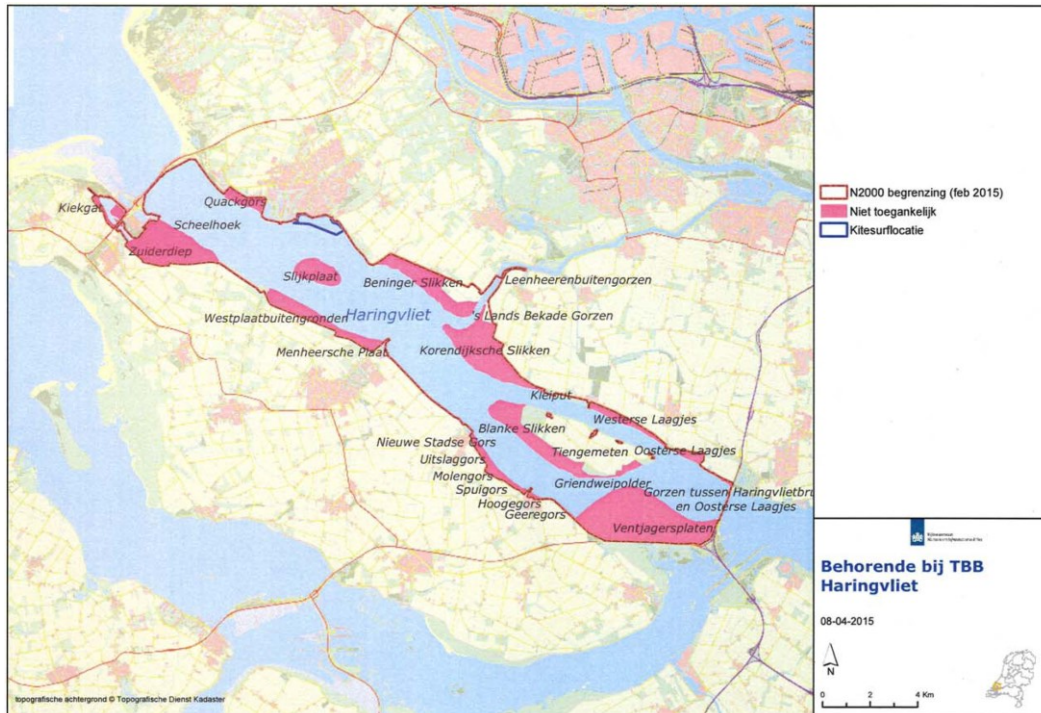 Kiekgat
Quackgors
Scheelhoek
Zuiderdiep
Slijkplaat
Beninger Slikken
Leenheerenbuitengorzen
Westplaatbuitengronden
Haringvliet
's Lands Bekade Gorzen
Menheersche Plaat
Korendijksche Slikken
Kleiput
Westerse Laagjes
Blanke Slikken
Nieuwe Stadse Gors
Tiengemeten
Oosterse Laagjes
Uitslaggors
Molengors
Griendweipolder
Spuigors
Gorzen tussen Haringvlietbru
Hoogegors
en Oosterse Laagjes
Geeregors
Ventjagersplaten
topografische achtergrond © Topografische Dienst Kadaster
N2000 begrenzing (feb 2015)
Niet toegankelijk
Kitesurflocatie
Behorende bij TBB
Haringvliet
08-04-2015
N
0 2 4 Km